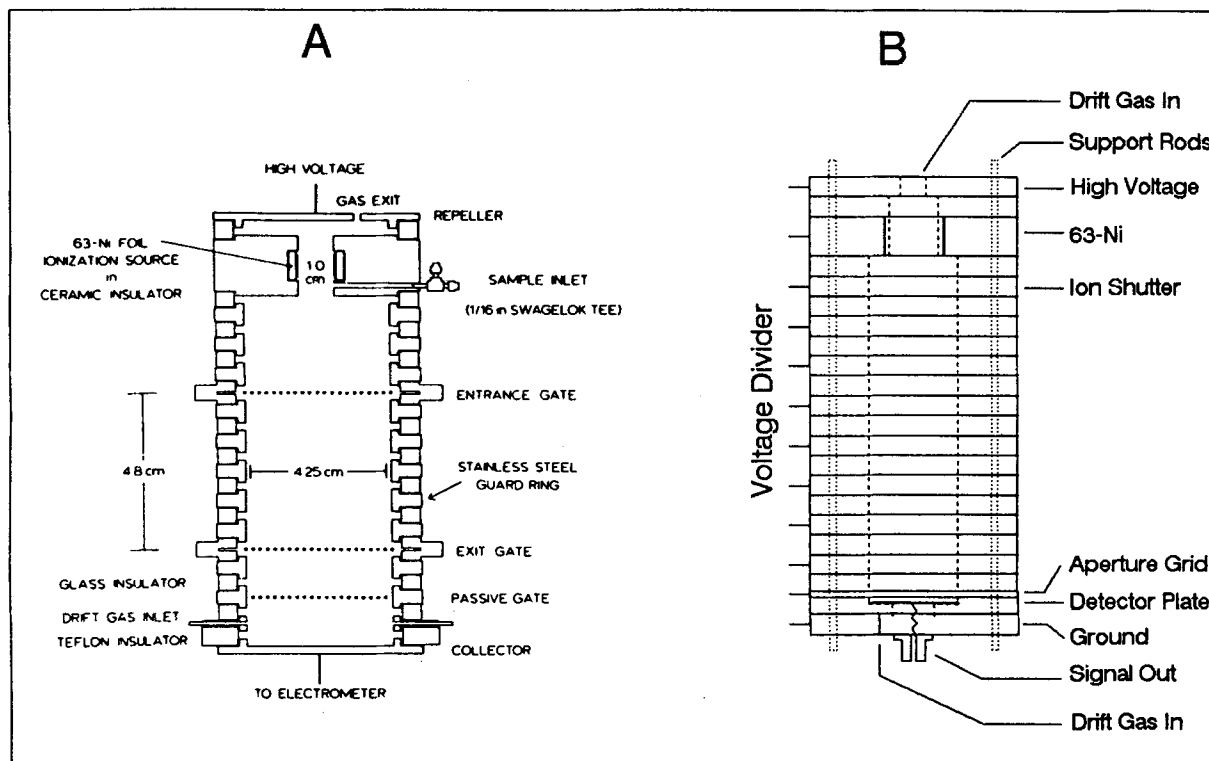 A
HIGH VOLTAGE
GAS EXIT
REPELLER
63-Ni FOIL
IONIZATION SOURCE
in
CERAMIC INSULATOR
1.0
cm
SAMPLE INLET
(1/16 in SWAGELOK TEE)
ENTRANCE GATE
4.8 cm
4.25 cm
STAINLESS STEEL
GUARD RING
EXIT GATE
GLASS INSULATOR
PASSIVE GATE
DRIFT GAS INLET
TEFLON INSULATOR
COLLECTOR
TO ELECTROMETER
B
Drift Gas In
Support Rods
High Voltage
63-Ni
Ion Shutter
Voltage Divider
Aperture Grid
Detector Plate
Ground
Signal Out
Drift Gas In